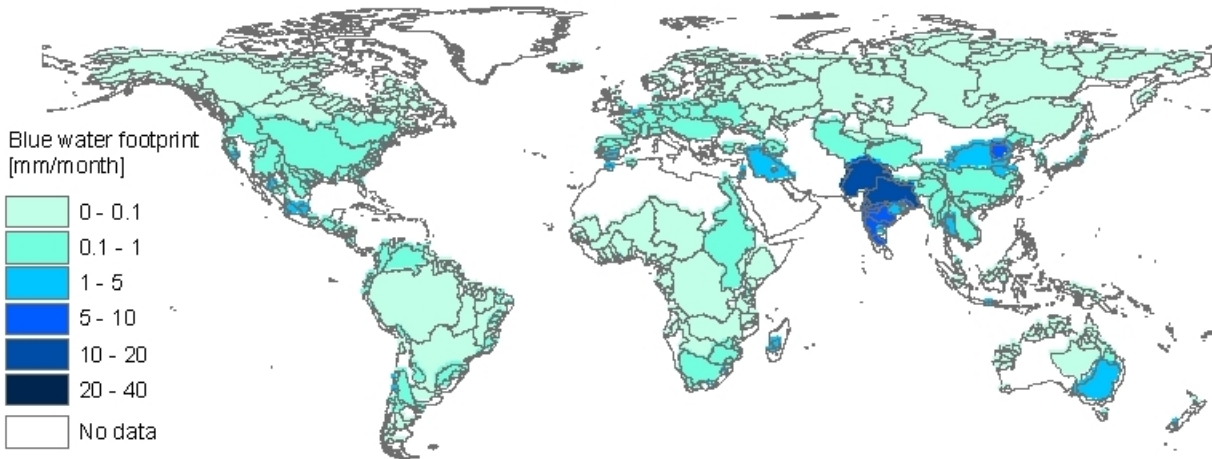 Blue water footprint
[mm/month]
0 - 0.1
0.1 - 1
1 - 5
5 - 10
10 - 20
20 - 40
No data